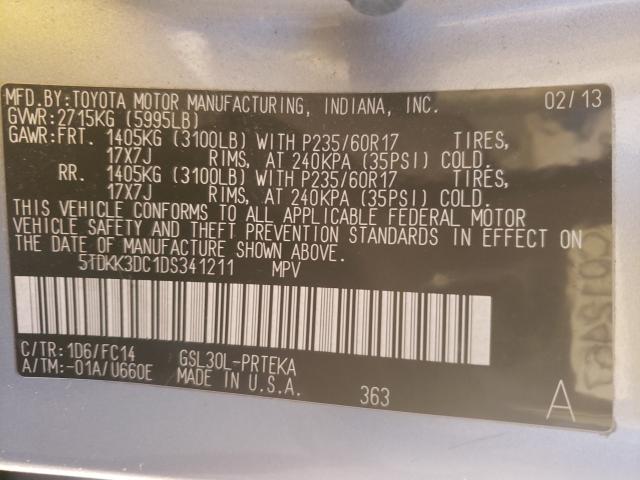 MFD.BY:TOYOTA MOTOR MANUFACTURING, INDIANA, INC. 02/13
GVWR:2715KG (5995LB)
GAWR:FRT. 1405KG (3100LB) WITH P235/60R17 TIRES,
17X7J RIMS, AT 240KPA (35PSI) COLD.
RR. 1405KG (3100LB) WITH P235/60R17 TIRES,
17X7J RIMS, AT 240KPA (35PSI) COLD.
THIS VEHICLE CONFORMS TO ALL APPLICABLE FEDERAL MOTOR
VEHICLE SAFETY AND THEFT PREVENTION STANDARDS IN EFFECT ON
THE DATE OF MANUFACTURE SHOWN ABOVE.
5TDKK3DC1DS341211 MPV
C/TR:1D6/FC14 GSL30L-PRTEKA
A/TM:-01A/U660E MADE IN U.S.A. 363 A